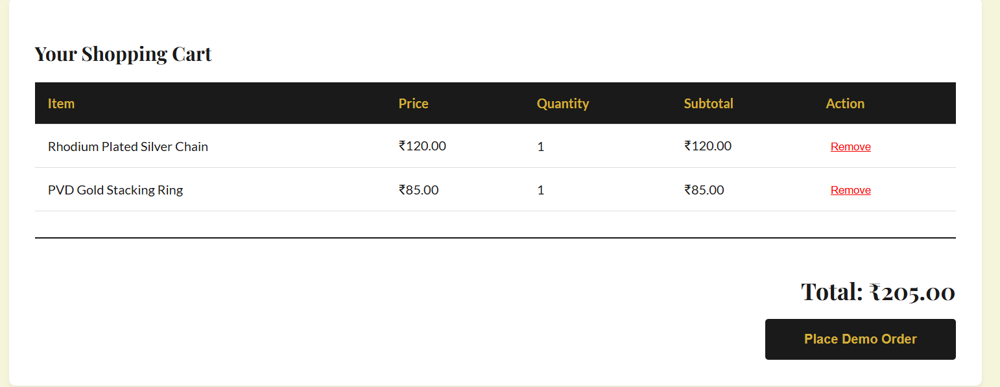 Your Shopping Cart
Item Price Quantity Subtotal Action
Rhodium Plated Silver Chain ₹120.00 1 ₹120.00 Remove
PVD Gold Stacking Ring ₹85.00 1 ₹85.00 Remove
Total: ₹205.00
Place Demo Order